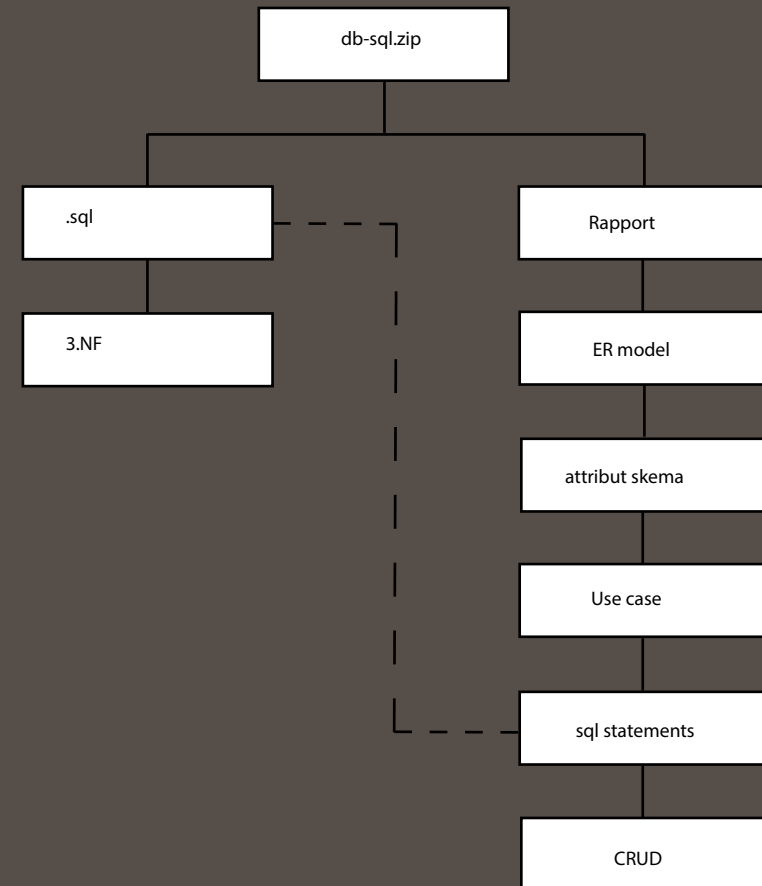 db-sql.zip
.sql
Rapport
3.NF
ER model
attribut skema
Use case
sql statements
CRUD